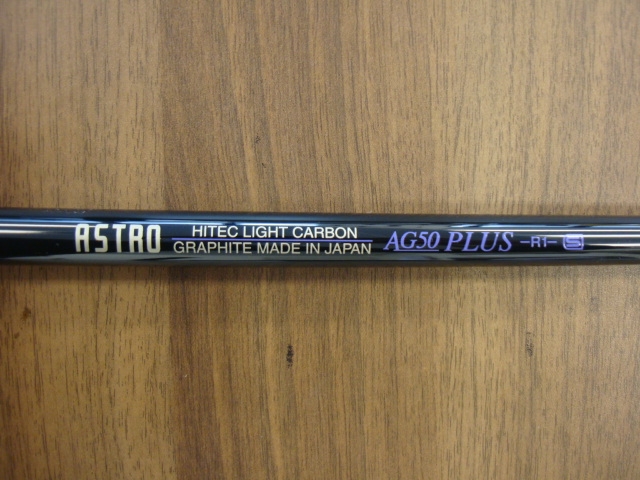 ASTRO
HITEC LIGHT CARBON
GRAPHITE MADE IN JAPAN
AG50 PLUS -R1- S